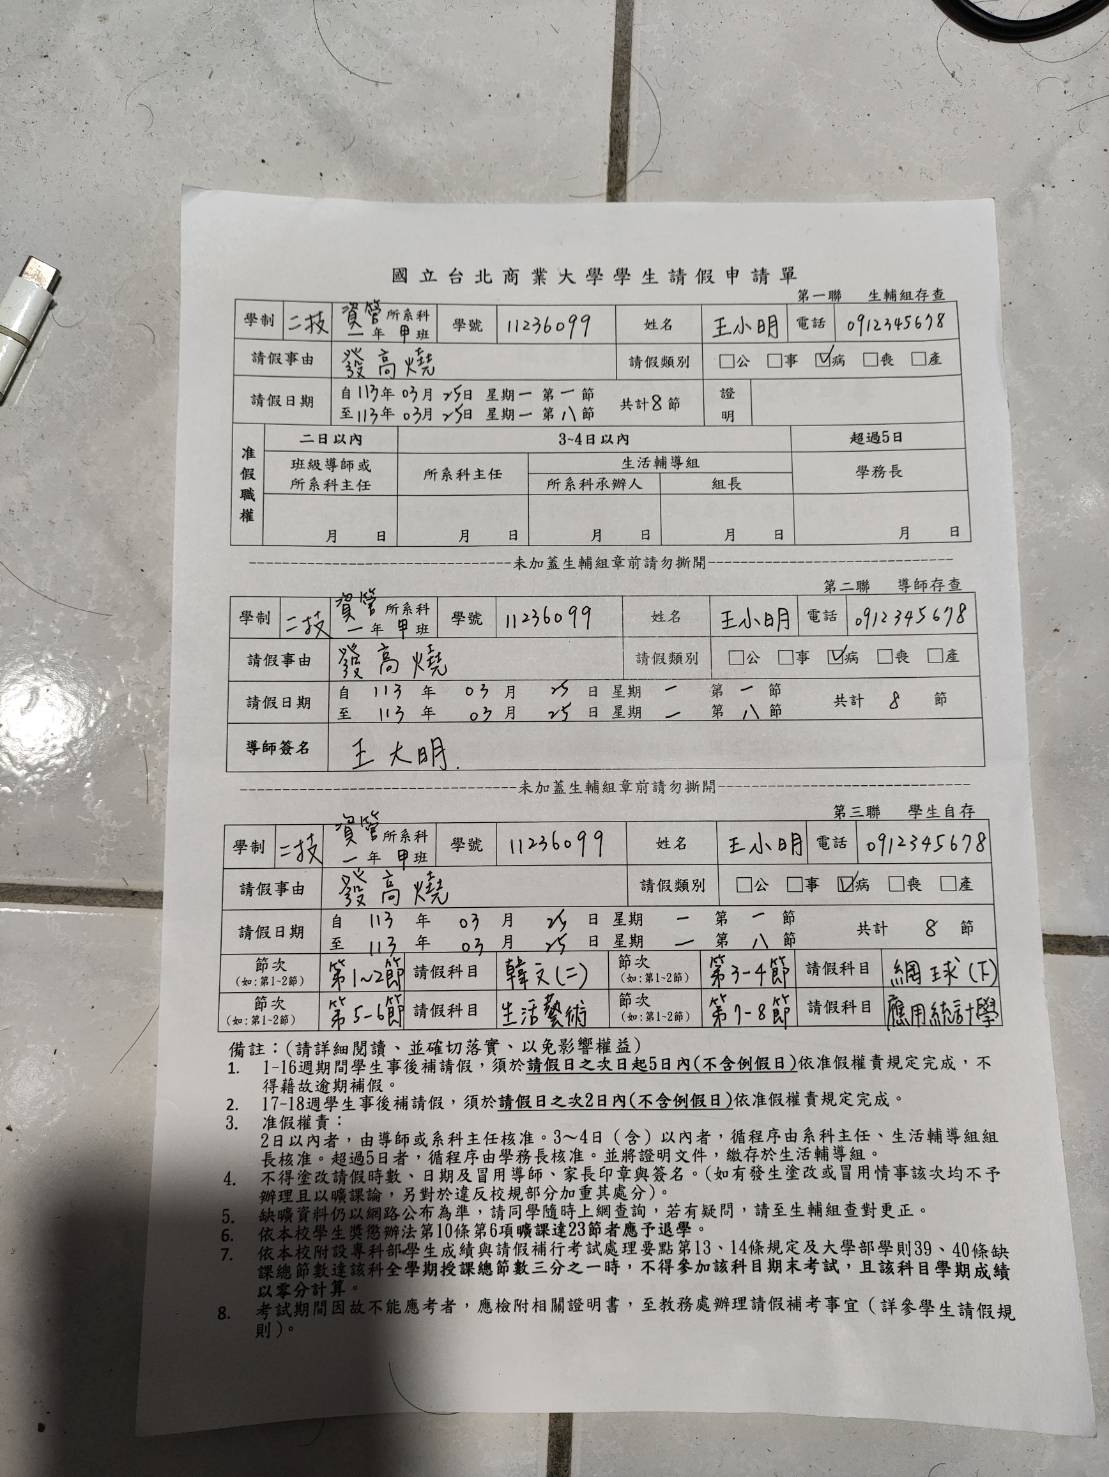 國立台北商業大學學生請假申請單
第一聯 生輔組存查
學制 二技 資管 所系科 一年 甲班 學號 11236099 姓名 王小明 電話 0912345678
請假事由 發高燒 請假類別 □公 □事 ☑病 □喪 □產
請假日期 自113年03月25日 星期一 第一節 共計8節 證明
至113年03月25日 星期一 第八節
准假職權 二日以內 3~4日以內 超過5日
班級導師或所系科主任 所系科主任 生活輔導組 學務長
所系科承辦人 組長
月 日 月 日 月 日 月 日 月 日
未加蓋生輔組章前請勿撕開
第二聯 導師存查
學制 二技 資管 所系科 一年 甲班 學號 11236099 姓名 王小明 電話 0912345678
請假事由 發高燒 請假類別 □公 □事 ☑病 □喪 □產
請假日期 自 113 年 03 月 25 日 星期 一 第 一 節 共計 8 節
至 113 年 03 月 25 日 星期 一 第 八 節
導師簽名 王大明.
未加蓋生輔組章前請勿撕開
第三聯 學生自存
學制 二技 資管 所系科 一年 甲班 學號 11236099 姓名 王小明 電話 0912345678
請假事由 發高燒 請假類別 □公 □事 ☑病 □喪 □產
請假日期 自 113 年 03 月 25 日 星期 一 第 一 節 共計 8 節
至 113 年 03 月 25 日 星期 一 第 八 節
節次(如:第1~2節) 第1~2節 請假科目 韓文(二) 節次(如:第1~2節) 第3-4節 請假科目 網球(下)
節次(如:第1~2節) 第5-6節 請假科目 生活藝術 節次(如:第1~2節) 第7-8節 請假科目 應用統計學
備註：(請詳細閱讀、並確切落實、以免影響權益)
1. 1-16週期間學生事後補請假，須於請假日之次日起5日內(不含例假日)依准假權責規定完成，不
得藉故逾期補假。
2. 17-18週學生事後補請假，須於請假日之次2日內(不含例假日)依准假權責規定完成。
3. 准假權責：
2日以內者，由導師或系科主任核准。3~4日（含）以內者，循程序由系科主任、生活輔導組組
長核准。超過5日者，循程序由學務長核准。並將證明文件，繳存於生活輔導組。
4. 不得塗改請假時數、日期及冒用導師、家長印章與簽名。(如有發生塗改或冒用情事該次均不予
辦理且以曠課論，另對於違反校規部分加重其處分)。
5. 缺曠資料仍以網路公布為準，請同學隨時上網查詢，若有疑問，請至生輔組查對更正。
6. 依本校學生獎懲辦法第10條第6項曠課達23節者應予退學。
7. 依本校附設專科部學生成績與請假補行考試處理要點第13、14條規定及大學部學則39、40條缺
課總節數達該科全學期授課總節數三分之一時，不得參加該科目期末考試，且該科目學期成績
以零分計算。
8. 考試期間因故不能應考者，應檢附相關證明書，至教務處辦理請假補考事宜（詳參學生請假規
則）。